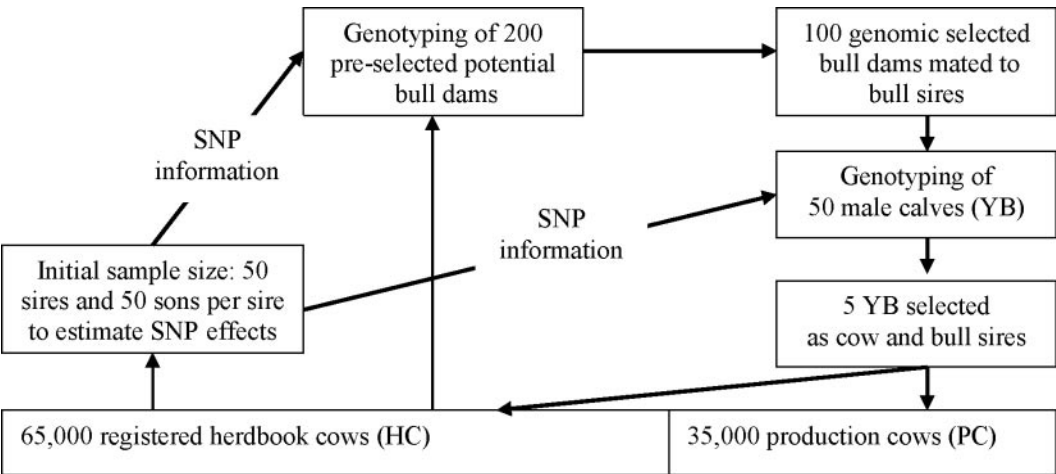 Genotyping of 200
pre-selected potential
bull dams
100 genomic selected
bull dams mated to
bull sires
SNP
information
Genotyping of
50 male calves (YB)
SNP
information
Initial sample size: 50
sires and 50 sons per sire
to estimate SNP effects
5 YB selected
as cow and bull sires
65,000 registered herdbook cows (HC)
35,000 production cows (PC)